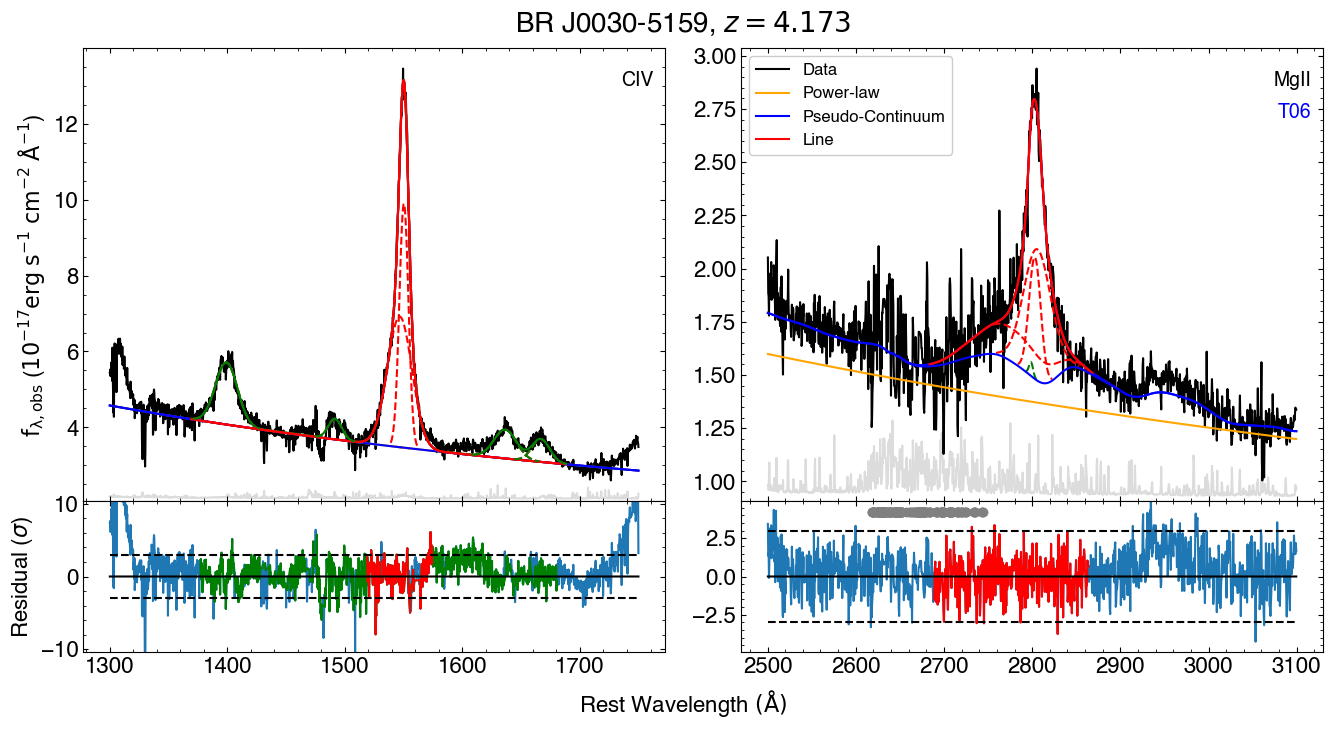 BR J0030-5159, z = 4.173
CIV
12
10
8
6
4
f_λ,obs (10^−17 erg s^−1 cm^−2 Å^−1)
10
0
−10
Residual (σ)
1300 1400 1500 1600 1700
Data
Power-law
Pseudo-Continuum
Line
MgII
T06
3.00
2.75
2.50
2.25
2.00
1.75
1.50
1.25
1.00
2.5
0.0
−2.5
2500 2600 2700 2800 2900 3000 3100
Rest Wavelength (Å)